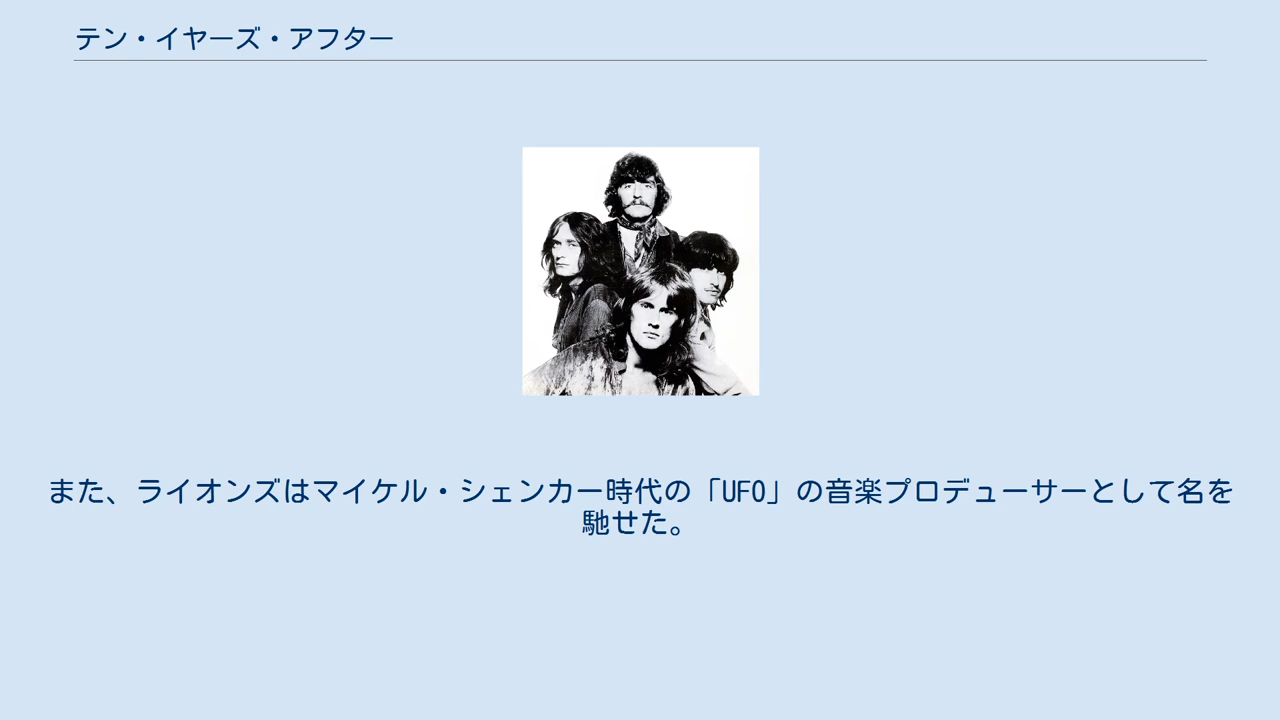 テン・イヤーズ・アフター
また、ライオンズはマイケル・シェンカー時代の「UFO」の音楽プロデューサーとして名を
馳せた。